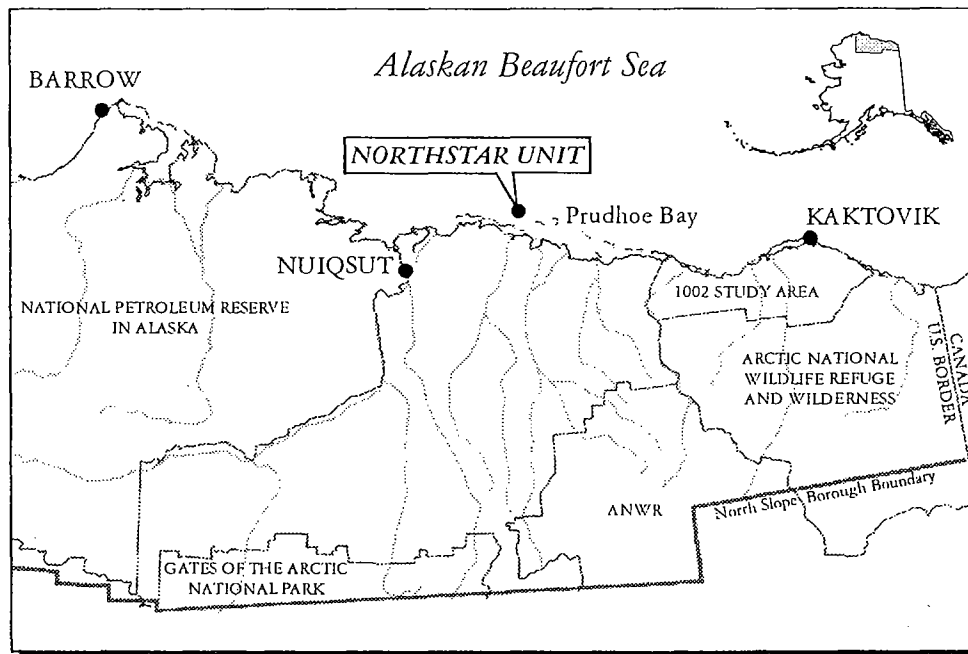 Alaskan Beaufort Sea
BARROW
NORTHSTAR UNIT
Prudhoe Bay
KAKTOVIK
NUIQSUT
1002 STUDY AREA
NATIONAL PETROLEUM RESERVE
IN ALASKA
CANADA
U.S. BORDER
ARCTIC NATIONAL
WILDLIFE REFUGE
AND WILDERNESS
ANWR
North Slope Borough Boundary
GATES OF THE ARCTIC
NATIONAL PARK